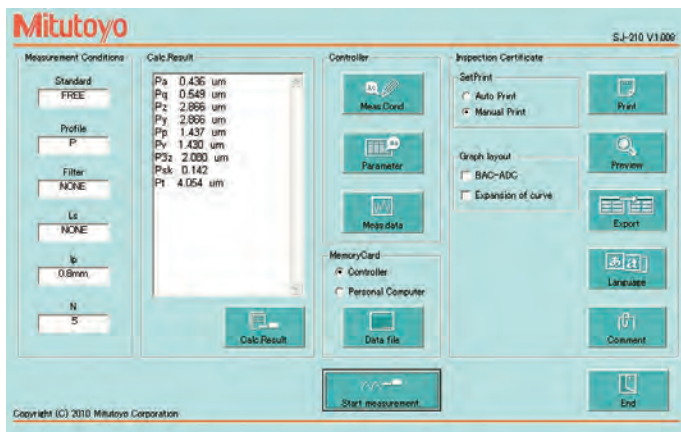 Mitutoyo
SJ-210 V1.009
Measurement Conditions
Standard
FREE
Profile
P
Filter
NONE
Ls
NONE
lp
0.8mm
N
5
Calc.Result
Pa 0.436 um
Pq 0.549 um
Pz 2.866 um
Py 2.866 um
Pp 1.437 um
Pv 1.430 um
P3z 2.080 um
Psk 0.142
Pt 4.054 um
Calc.Result
Controller
Meas.Cond
Parameter
Meas.data
MemoryCard
Controller
Personal Computer
Data file
Start measurement
Inspection Certificate
SetPrint
Auto Print
Manual Print
Graph layout
BAC-ADC
Expansion of curve
Print
Preview
Export
Language
Comment
End
Copyright (C) 2010 Mitutoyo Corporation